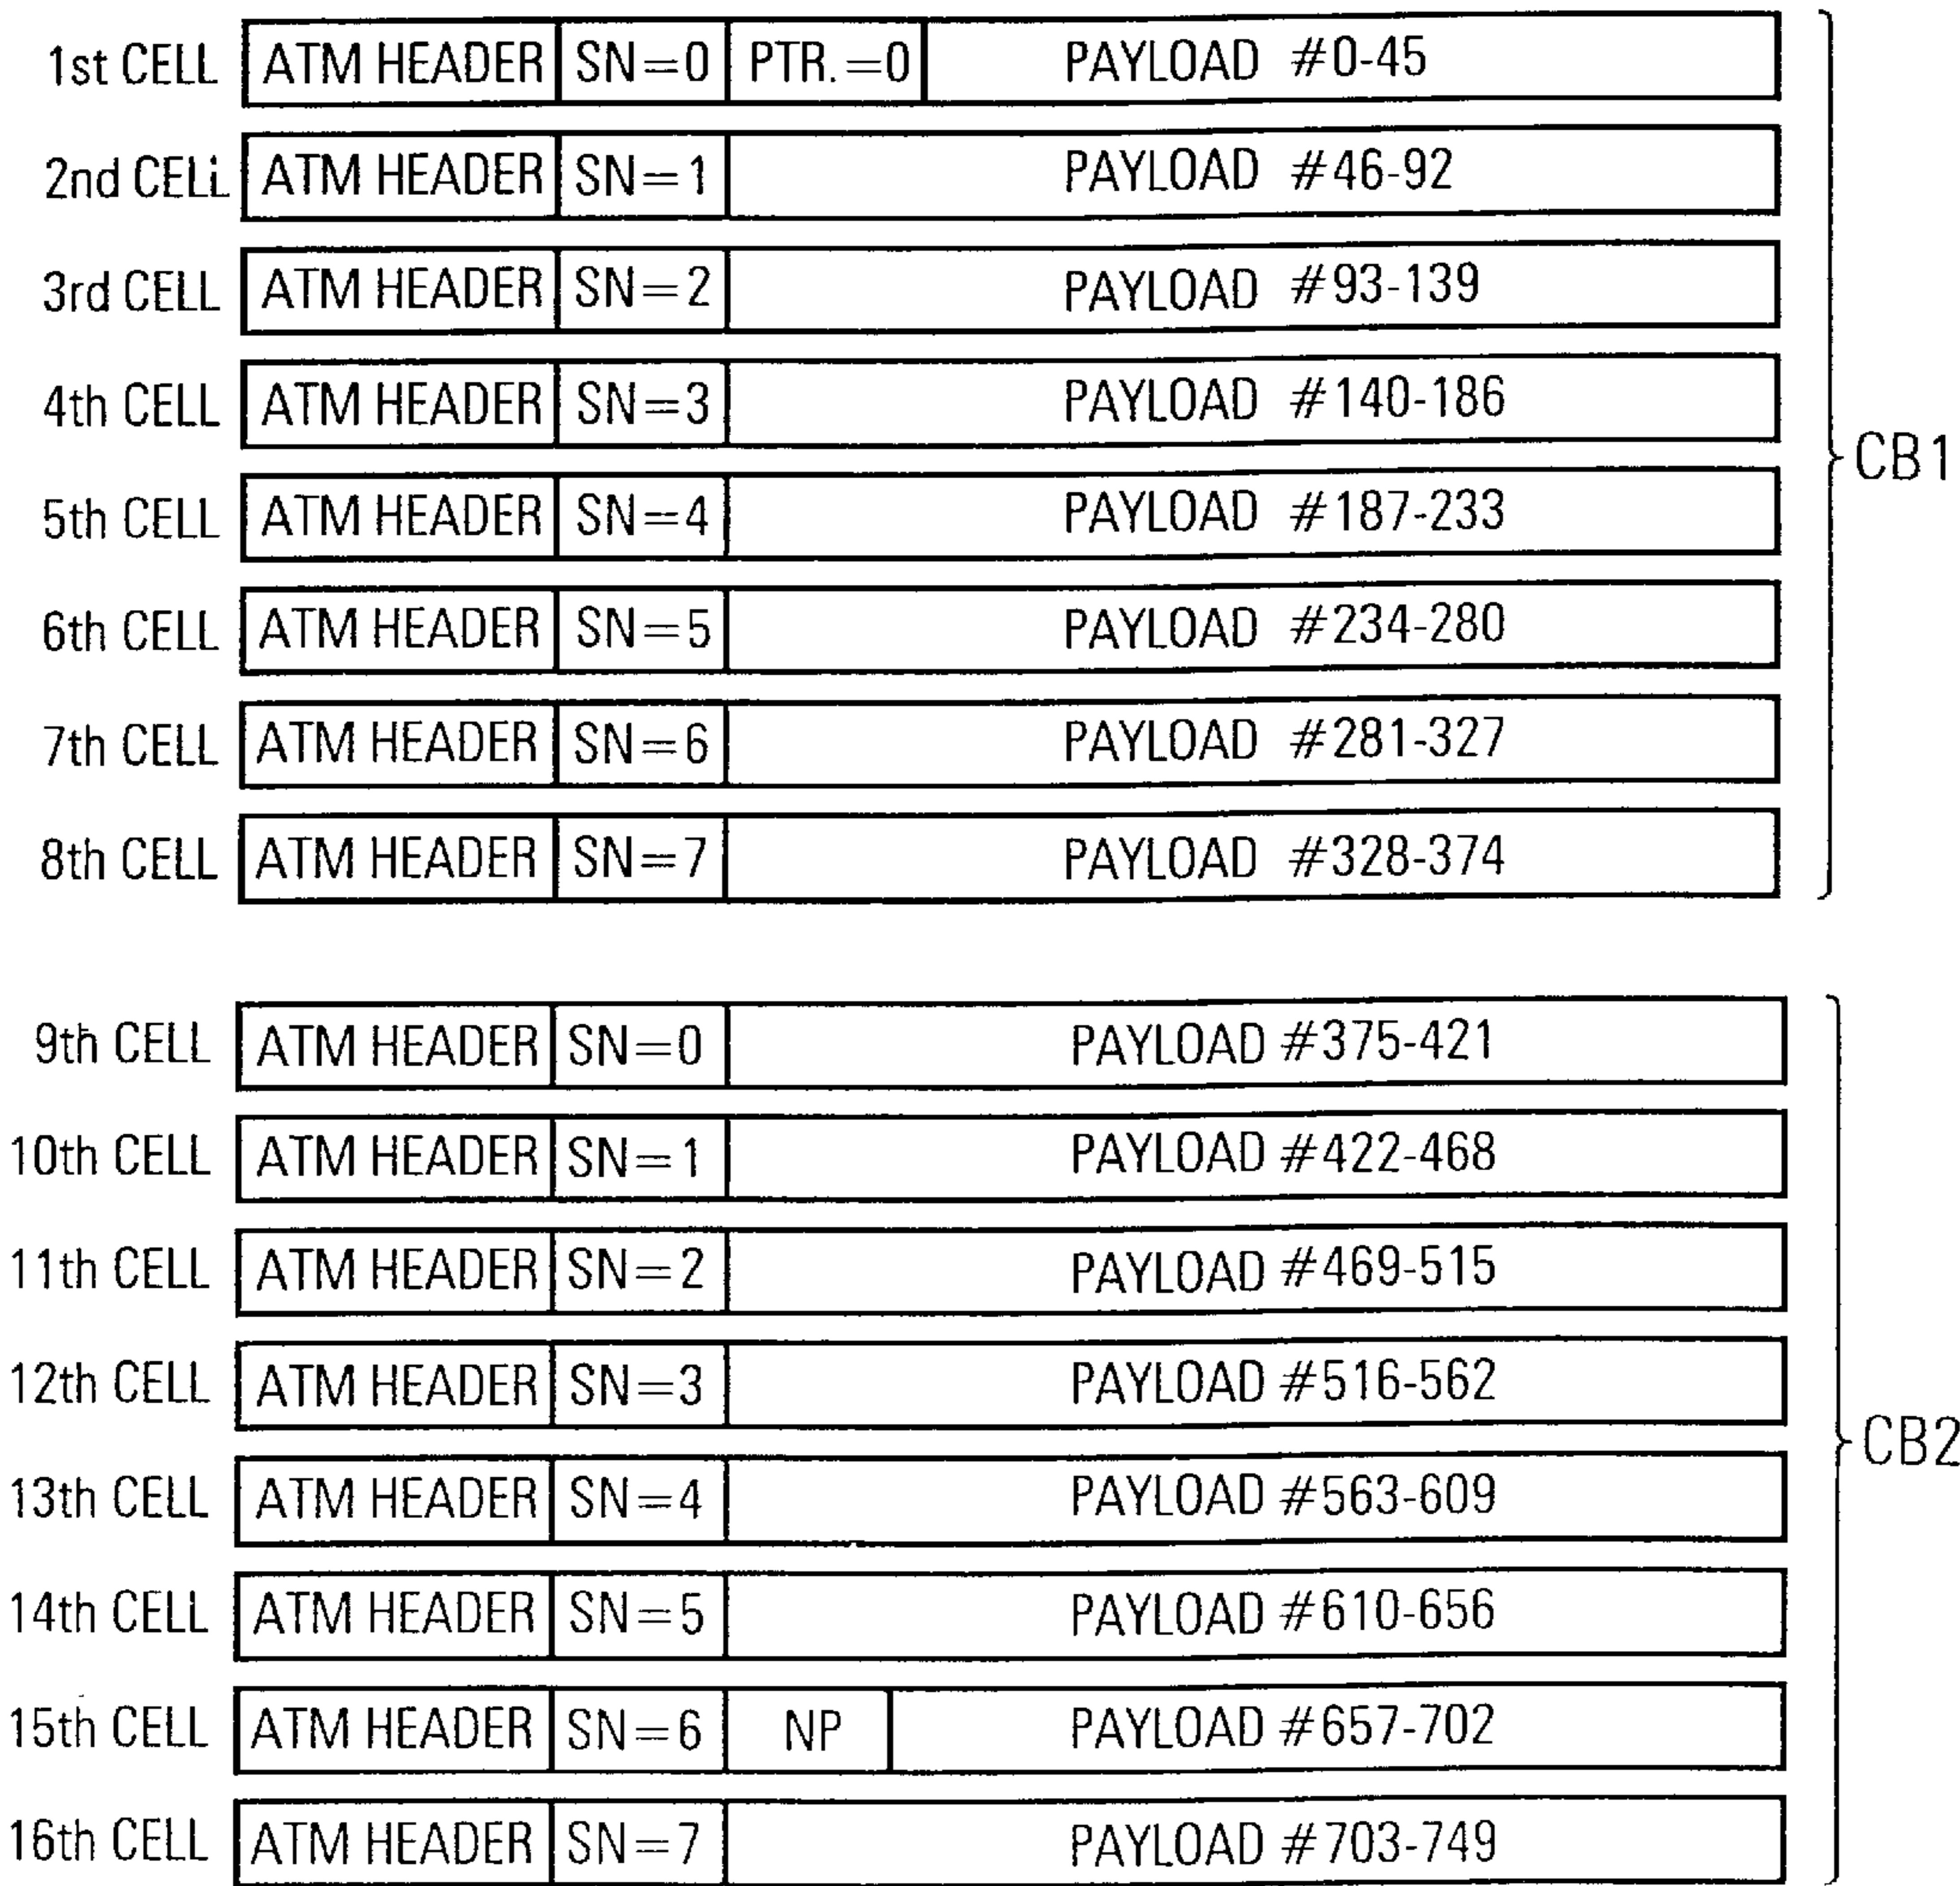 1st CELL ATM HEADER SN=0 PTR.=0 PAYLOAD #0-45
2nd CELL ATM HEADER SN=1 PAYLOAD #46-92
3rd CELL ATM HEADER SN=2 PAYLOAD #93-139
4th CELL ATM HEADER SN=3 PAYLOAD #140-186
CB1
5th CELL ATM HEADER SN=4 PAYLOAD #187-233
6th CELL ATM HEADER SN=5 PAYLOAD #234-280
7th CELL ATM HEADER SN=6 PAYLOAD #281-327
8th CELL ATM HEADER SN=7 PAYLOAD #328-374
9th CELL ATM HEADER SN=0 PAYLOAD #375-421
10th CELL ATM HEADER SN=1 PAYLOAD #422-468
11th CELL ATM HEADER SN=2 PAYLOAD #469-515
12th CELL ATM HEADER SN=3 PAYLOAD #516-562
CB2
13th CELL ATM HEADER SN=4 PAYLOAD #563-609
14th CELL ATM HEADER SN=5 PAYLOAD #610-656
15th CELL ATM HEADER SN=6 NP PAYLOAD #657-702
16th CELL ATM HEADER SN=7 PAYLOAD #703-749